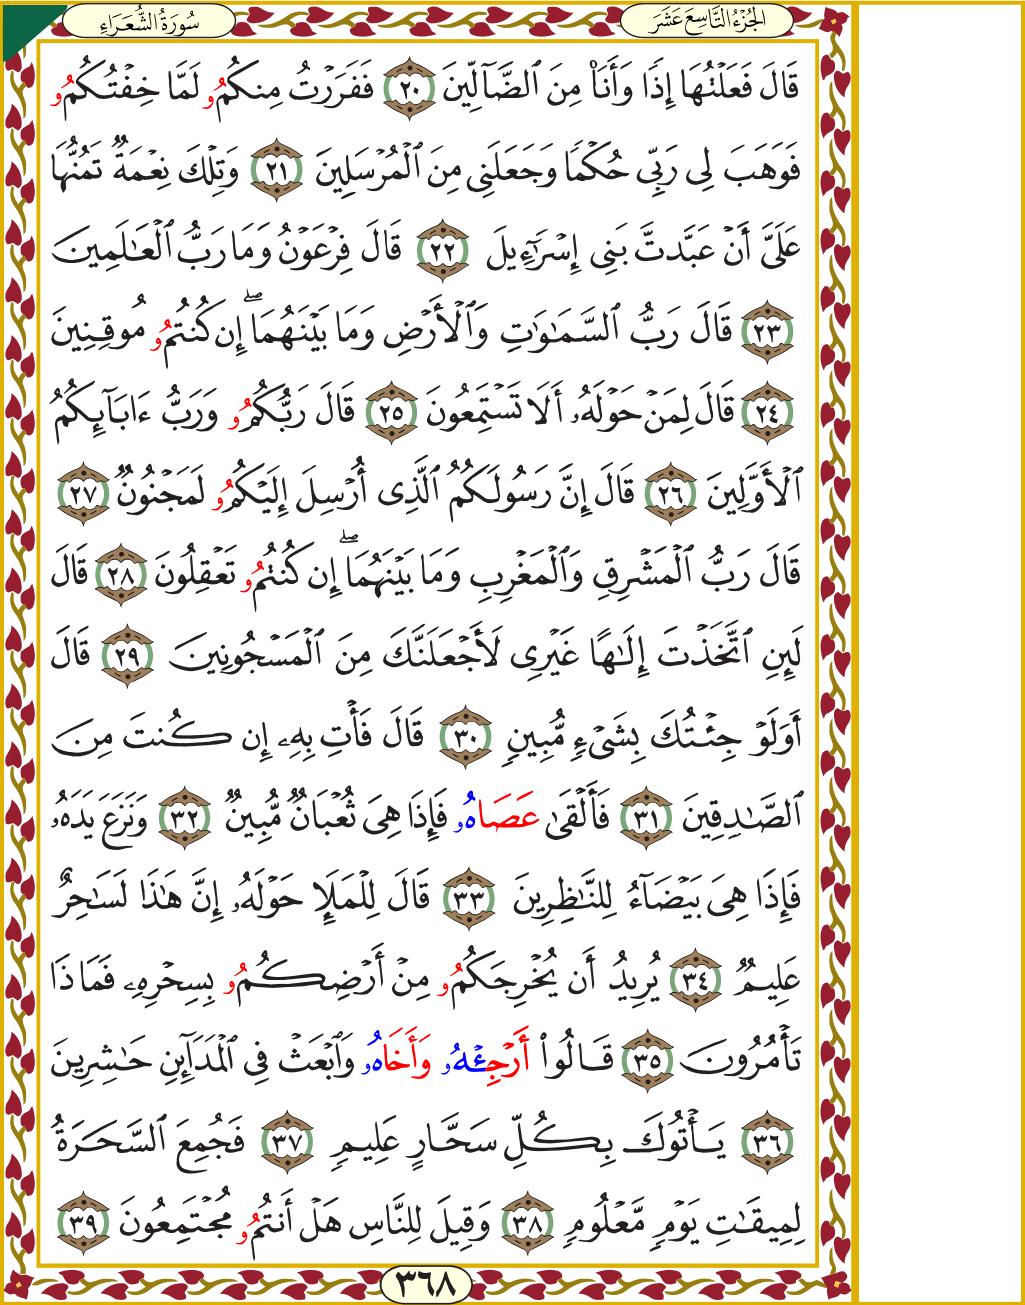 الجُزْءُ التَّاسِعَ عَشَرَ
سُورَةُ الشُّعَرَاءِ
قَالَ فَعَلْتُهَا إِذًا وَأَنَا۠ مِنَ ٱلضَّآلِّينَ ٢٠ فَفَرَرْتُ مِنكُمُۥ لَمَّا خِفْتُكُمُۥ
فَوَهَبَ لِى رَبِّى حُكْمًا وَجَعَلَنِى مِنَ ٱلْمُرْسَلِينَ ٢١ وَتِلْكَ نِعْمَةٌ تَمُنُّهَا
عَلَىَّ أَنْ عَبَّدتَّ بَنِى إِسْرَٰٓءِيلَ ٢٢ قَالَ فِرْعَوْنُ وَمَا رَبُّ ٱلْعَٰلَمِينَ
٢٣ قَالَ رَبُّ ٱلسَّمَٰوَٰتِ وَٱلْأَرْضِ وَمَا بَيْنَهُمَا ۖ إِن كُنتُمُۥ مُوقِنِينَ
٢٤ قَالَ لِمَنْ حَوْلَهُۥ أَلَا تَسْتَمِعُونَ ٢٥ قَالَ رَبُّكُمُۥ وَرَبُّ ءَابَآئِكُمُ
ٱلْأَوَّلِينَ ٢٦ قَالَ إِنَّ رَسُولَكُمُ ٱلَّذِى أُرْسِلَ إِلَيْكُمُۥ لَمَجْنُونٌ ٢٧
قَالَ رَبُّ ٱلْمَشْرِقِ وَٱلْمَغْرِبِ وَمَا بَيْنَهُمَا ۖ إِن كُنتُمُۥ تَعْقِلُونَ ٢٨ قَالَ
لَئِنِ ٱتَّخَذْتَ إِلَٰهًا غَيْرِى لَأَجْعَلَنَّكَ مِنَ ٱلْمَسْجُونِينَ ٢٩ قَالَ
أَوَلَوْ جِئْتُكَ بِشَىْءٍ مُّبِينٍ ٣٠ قَالَ فَأْتِ بِهِۦ إِن كُنتَ مِنَ
ٱلصَّٰدِقِينَ ٣١ فَأَلْقَىٰ عَصَاهُۥ فَإِذَا هِىَ ثُعْبَانٌ مُّبِينٌ ٣٢ وَنَزَعَ يَدَهُۥ
فَإِذَا هِىَ بَيْضَآءُ لِلنَّٰظِرِينَ ٣٣ قَالَ لِلْمَلَإِ حَوْلَهُۥ إِنَّ هَٰذَا لَسَٰحِرٌ
عَلِيمٌ ٣٤ يُرِيدُ أَن يُخْرِجَكُمُۥ مِنْ أَرْضِكُمُۥ بِسِحْرِهِۦ فَمَاذَا
تَأْمُرُونَ ٣٥ قَالُوا۟ أَرْجِئْهُۥ وَأَخَاهُۥ وَٱبْعَثْ فِى ٱلْمَدَآئِنِ حَٰشِرِينَ
٣٦ يَأْتُوكَ بِكُلِّ سَحَّارٍ عَلِيمٍ ٣٧ فَجُمِعَ ٱلسَّحَرَةُ
لِمِيقَٰتِ يَوْمٍ مَّعْلُومٍ ٣٨ وَقِيلَ لِلنَّاسِ هَلْ أَنتُمُۥ مُجْتَمِعُونَ ٣٩
٣٦٨